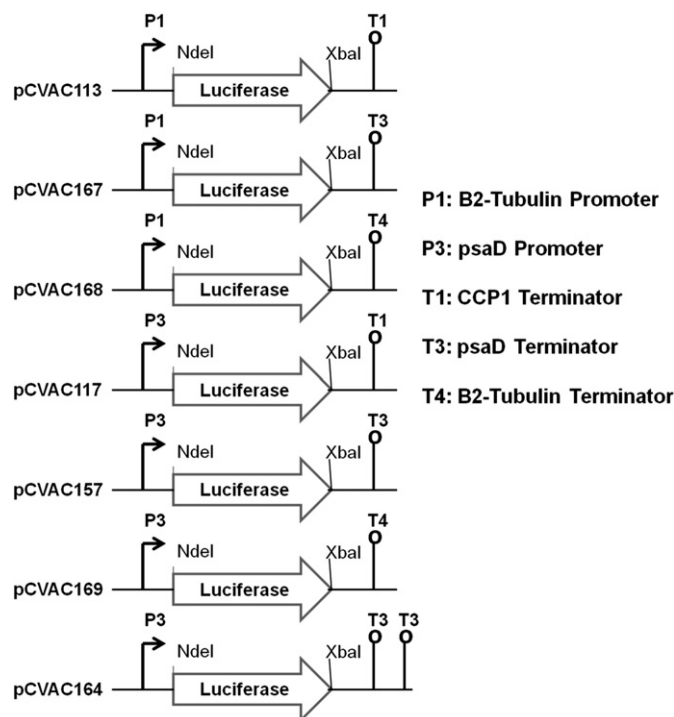 P1 T1
NdeI XbaI
pCVAC113 Luciferase
P1 T3
NdeI XbaI
pCVAC167 Luciferase
P1: B2-Tubulin Promoter
P1 T4
NdeI XbaI
P3: psaD Promoter
pCVAC168 Luciferase
T1: CCP1 Terminator
P3 T1
NdeI XbaI
T3: psaD Terminator
pCVAC117 Luciferase
T4: B2-Tubulin Terminator
P3 T3
NdeI XbaI
pCVAC157 Luciferase
P3 T4
NdeI XbaI
pCVAC169 Luciferase
P3 T3 T3
NdeI XbaI
pCVAC164 Luciferase